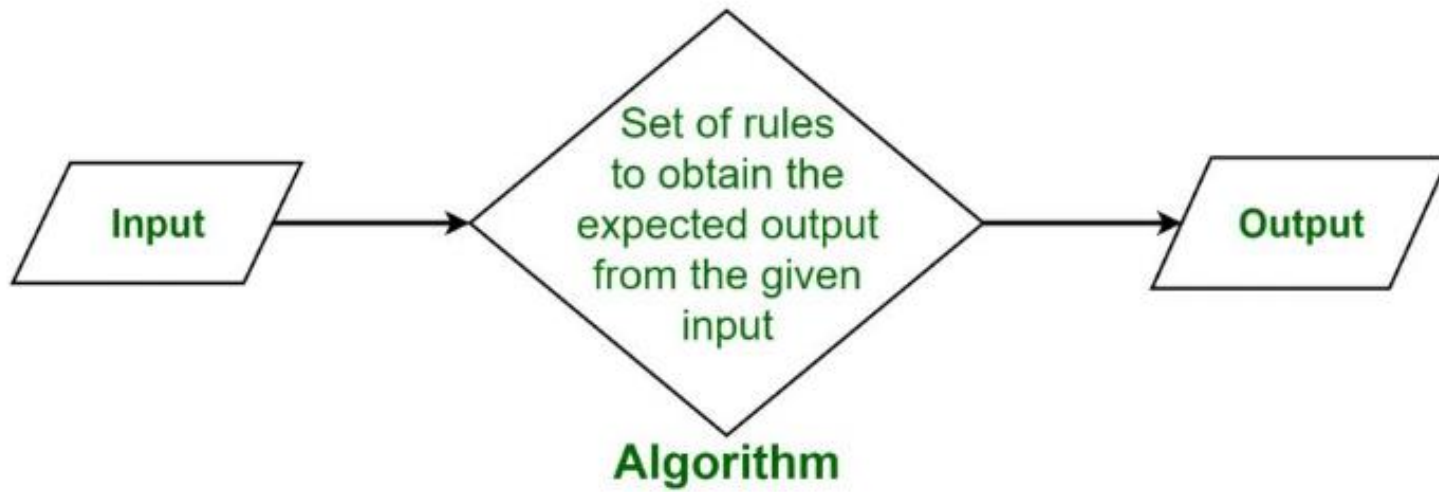 Input
Set of rules
to obtain the
expected output
from the given
input
Output
Algorithm